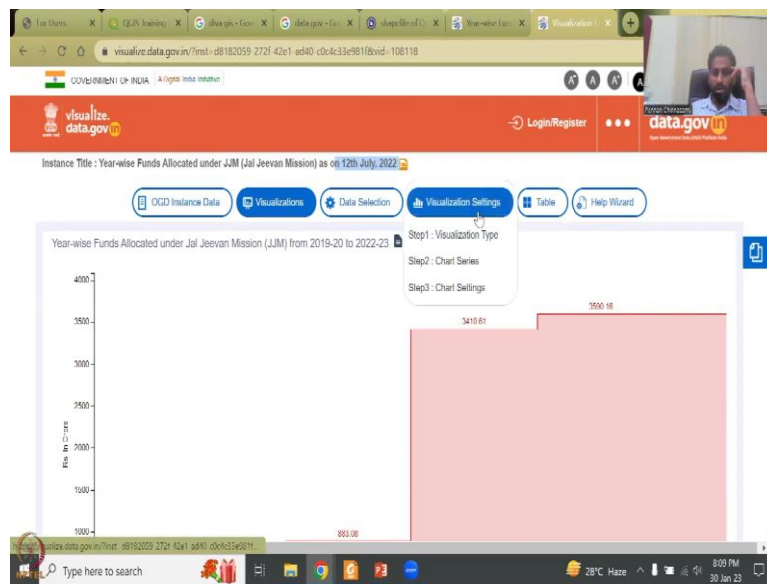 QGIS training
diva gis - Goo
data gov - Goo
shapefile of
Year-wise Fun
Visualization
visualize.data.gov.in/?inst=d8182059-272f-42e1-ad40-c0c4c33e981f&vid=108118
GOVERNMENT OF INDIA | A Digital India Initiative
A A A A
visualize.
data.gov in
Login/Register
data.gov in
Instance Title : Year-wise Funds Allocated under JJM (Jal Jeevan Mission) as on 12th July, 2022
OGD Instance Data
Visualizations
Data Selection
Visualization Settings
Table
Help Wizard
Step1 : Visualization Type
Step2 : Chart Series
Step3 : Chart Settings
Year-wise Funds Allocated under Jal Jeevan Mission (JJM) from 2019-20 to 2022-23
4000
3500
3000
2500
2000
1500
1000
Rs. In Crore
883.08
3410.61
3590.16
NPTEL
Type here to search
28°C Haze
8:09 PM
30 Jan 23